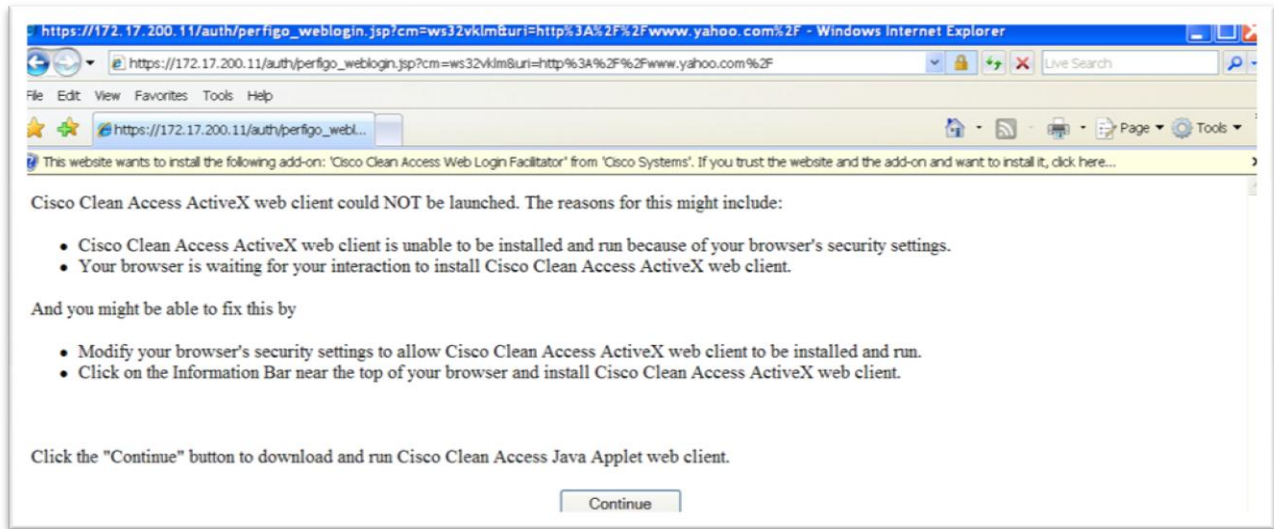 https://172.17.200.11/auth/perfigo_weblogin.jsp?cm=ws32vklm&uri=http%3A%2F%2Fwww.yahoo.com%2F - Windows Internet Explorer
https://172.17.200.11/auth/perfigo_weblogin.jsp?cm=ws32vklm&uri=http%3A%2F%2Fwww.yahoo.com%2F Live Search
File Edit View Favorites Tools Help
https://172.17.200.11/auth/perfigo_webl... Page Tools
This website wants to install the following add-on: 'Cisco Clean Access Web Login Facilitator' from 'Cisco Systems'. If you trust the website and the add-on and want to install it, click here...
Cisco Clean Access ActiveX web client could NOT be launched. The reasons for this might include:
• Cisco Clean Access ActiveX web client is unable to be installed and run because of your browser's security settings.
• Your browser is waiting for your interaction to install Cisco Clean Access ActiveX web client.
And you might be able to fix this by
• Modify your browser's security settings to allow Cisco Clean Access ActiveX web client to be installed and run.
• Click on the Information Bar near the top of your browser and install Cisco Clean Access ActiveX web client.
Click the "Continue" button to download and run Cisco Clean Access Java Applet web client.
Continue